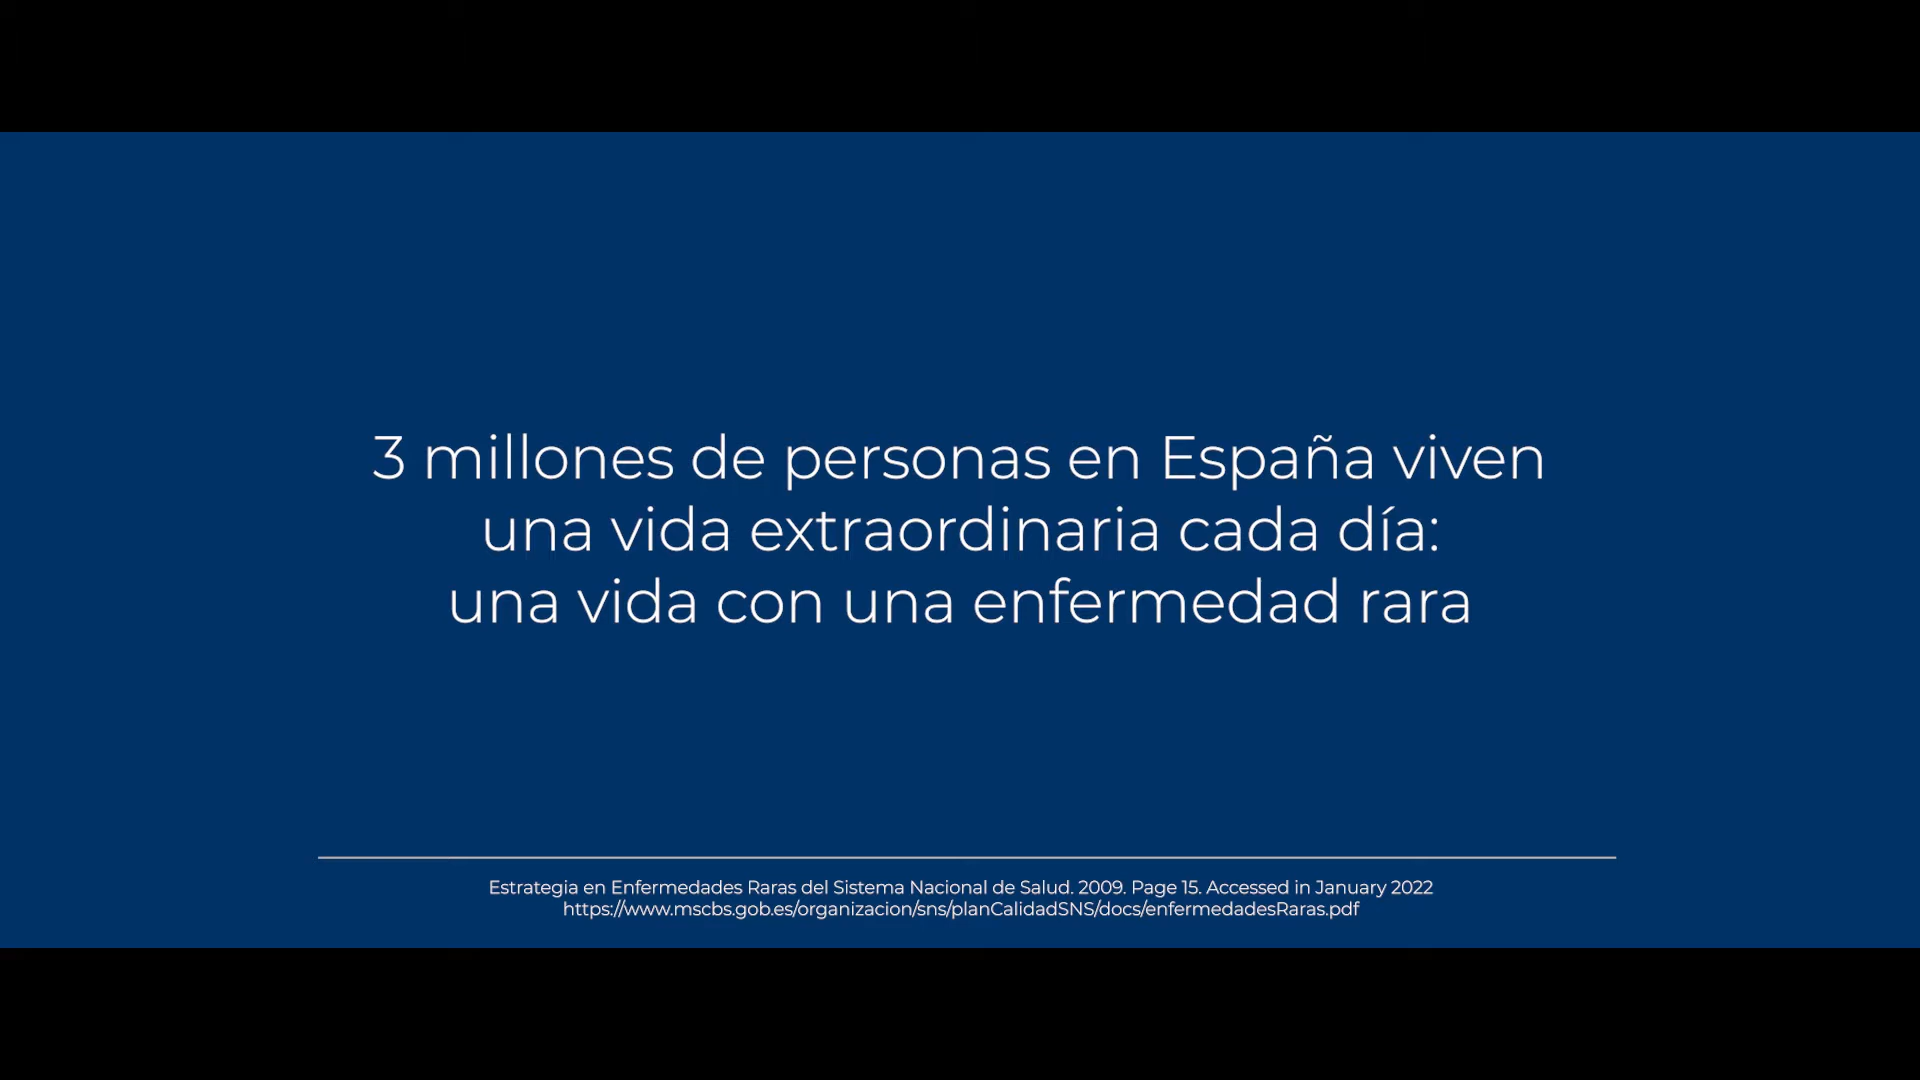 3 millones de personas en España viven
una vida extraordinaria cada día:
una vida con una enfermedad rara
Estrategia en Enfermedades Raras del Sistema Nacional de Salud. 2009. Page 15. Accessed in January 2022
https://www.mscbs.gob.es/organizacion/sns/planCalidadSNS/docs/enfermedadesRaras.pdf